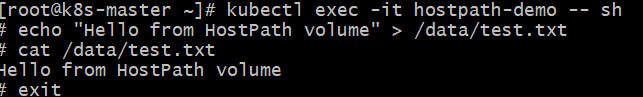 [root@k8s-master ~]# kubectl exec -it hostpath-demo -- sh
# echo "Hello from HostPath volume" > /data/test.txt
# cat /data/test.txt
Hello from HostPath volume
# exit